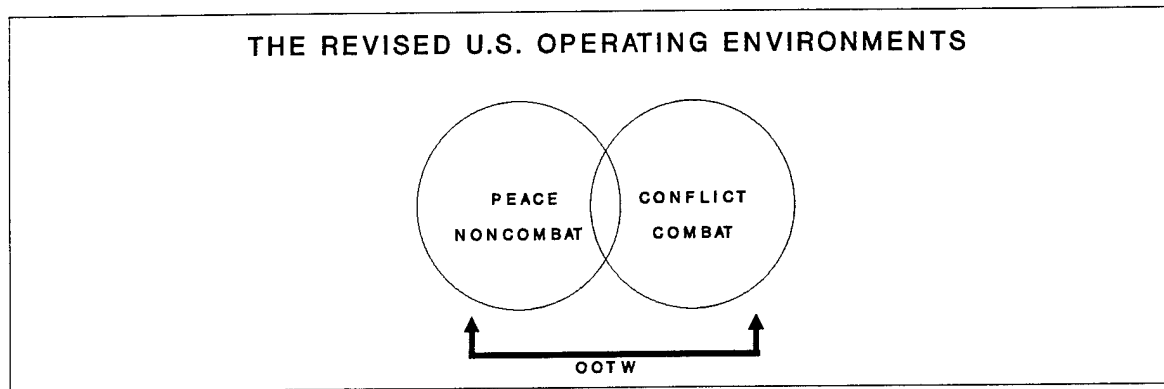 THE REVISED U.S. OPERATING ENVIRONMENTS
PEACE
NONCOMBAT
CONFLICT
COMBAT
OOTW